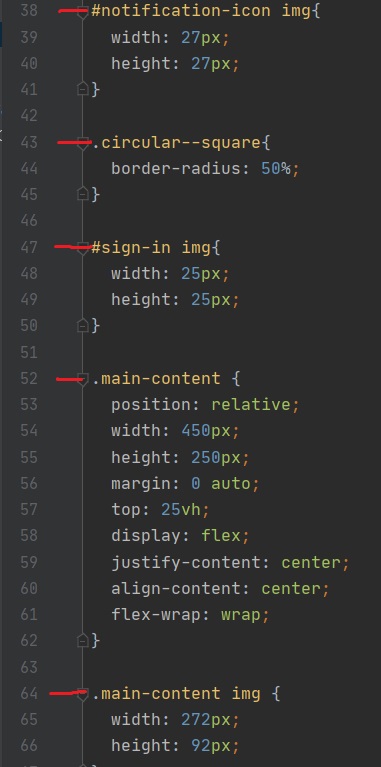 38 #notification-icon img{
39 width: 27px;
40 height: 27px;
41 }
42
43 .circular--square{
44 border-radius: 50%;
45 }
46
47 #sign-in img{
48 width: 25px;
49 height: 25px;
50 }
51
52 .main-content {
53 position: relative;
54 width: 450px;
55 height: 250px;
56 margin: 0 auto;
57 top: 25vh;
58 display: flex;
59 justify-content: center;
60 align-content: center;
61 flex-wrap: wrap;
62 }
63
64 .main-content img {
65 width: 272px;
66 height: 92px;